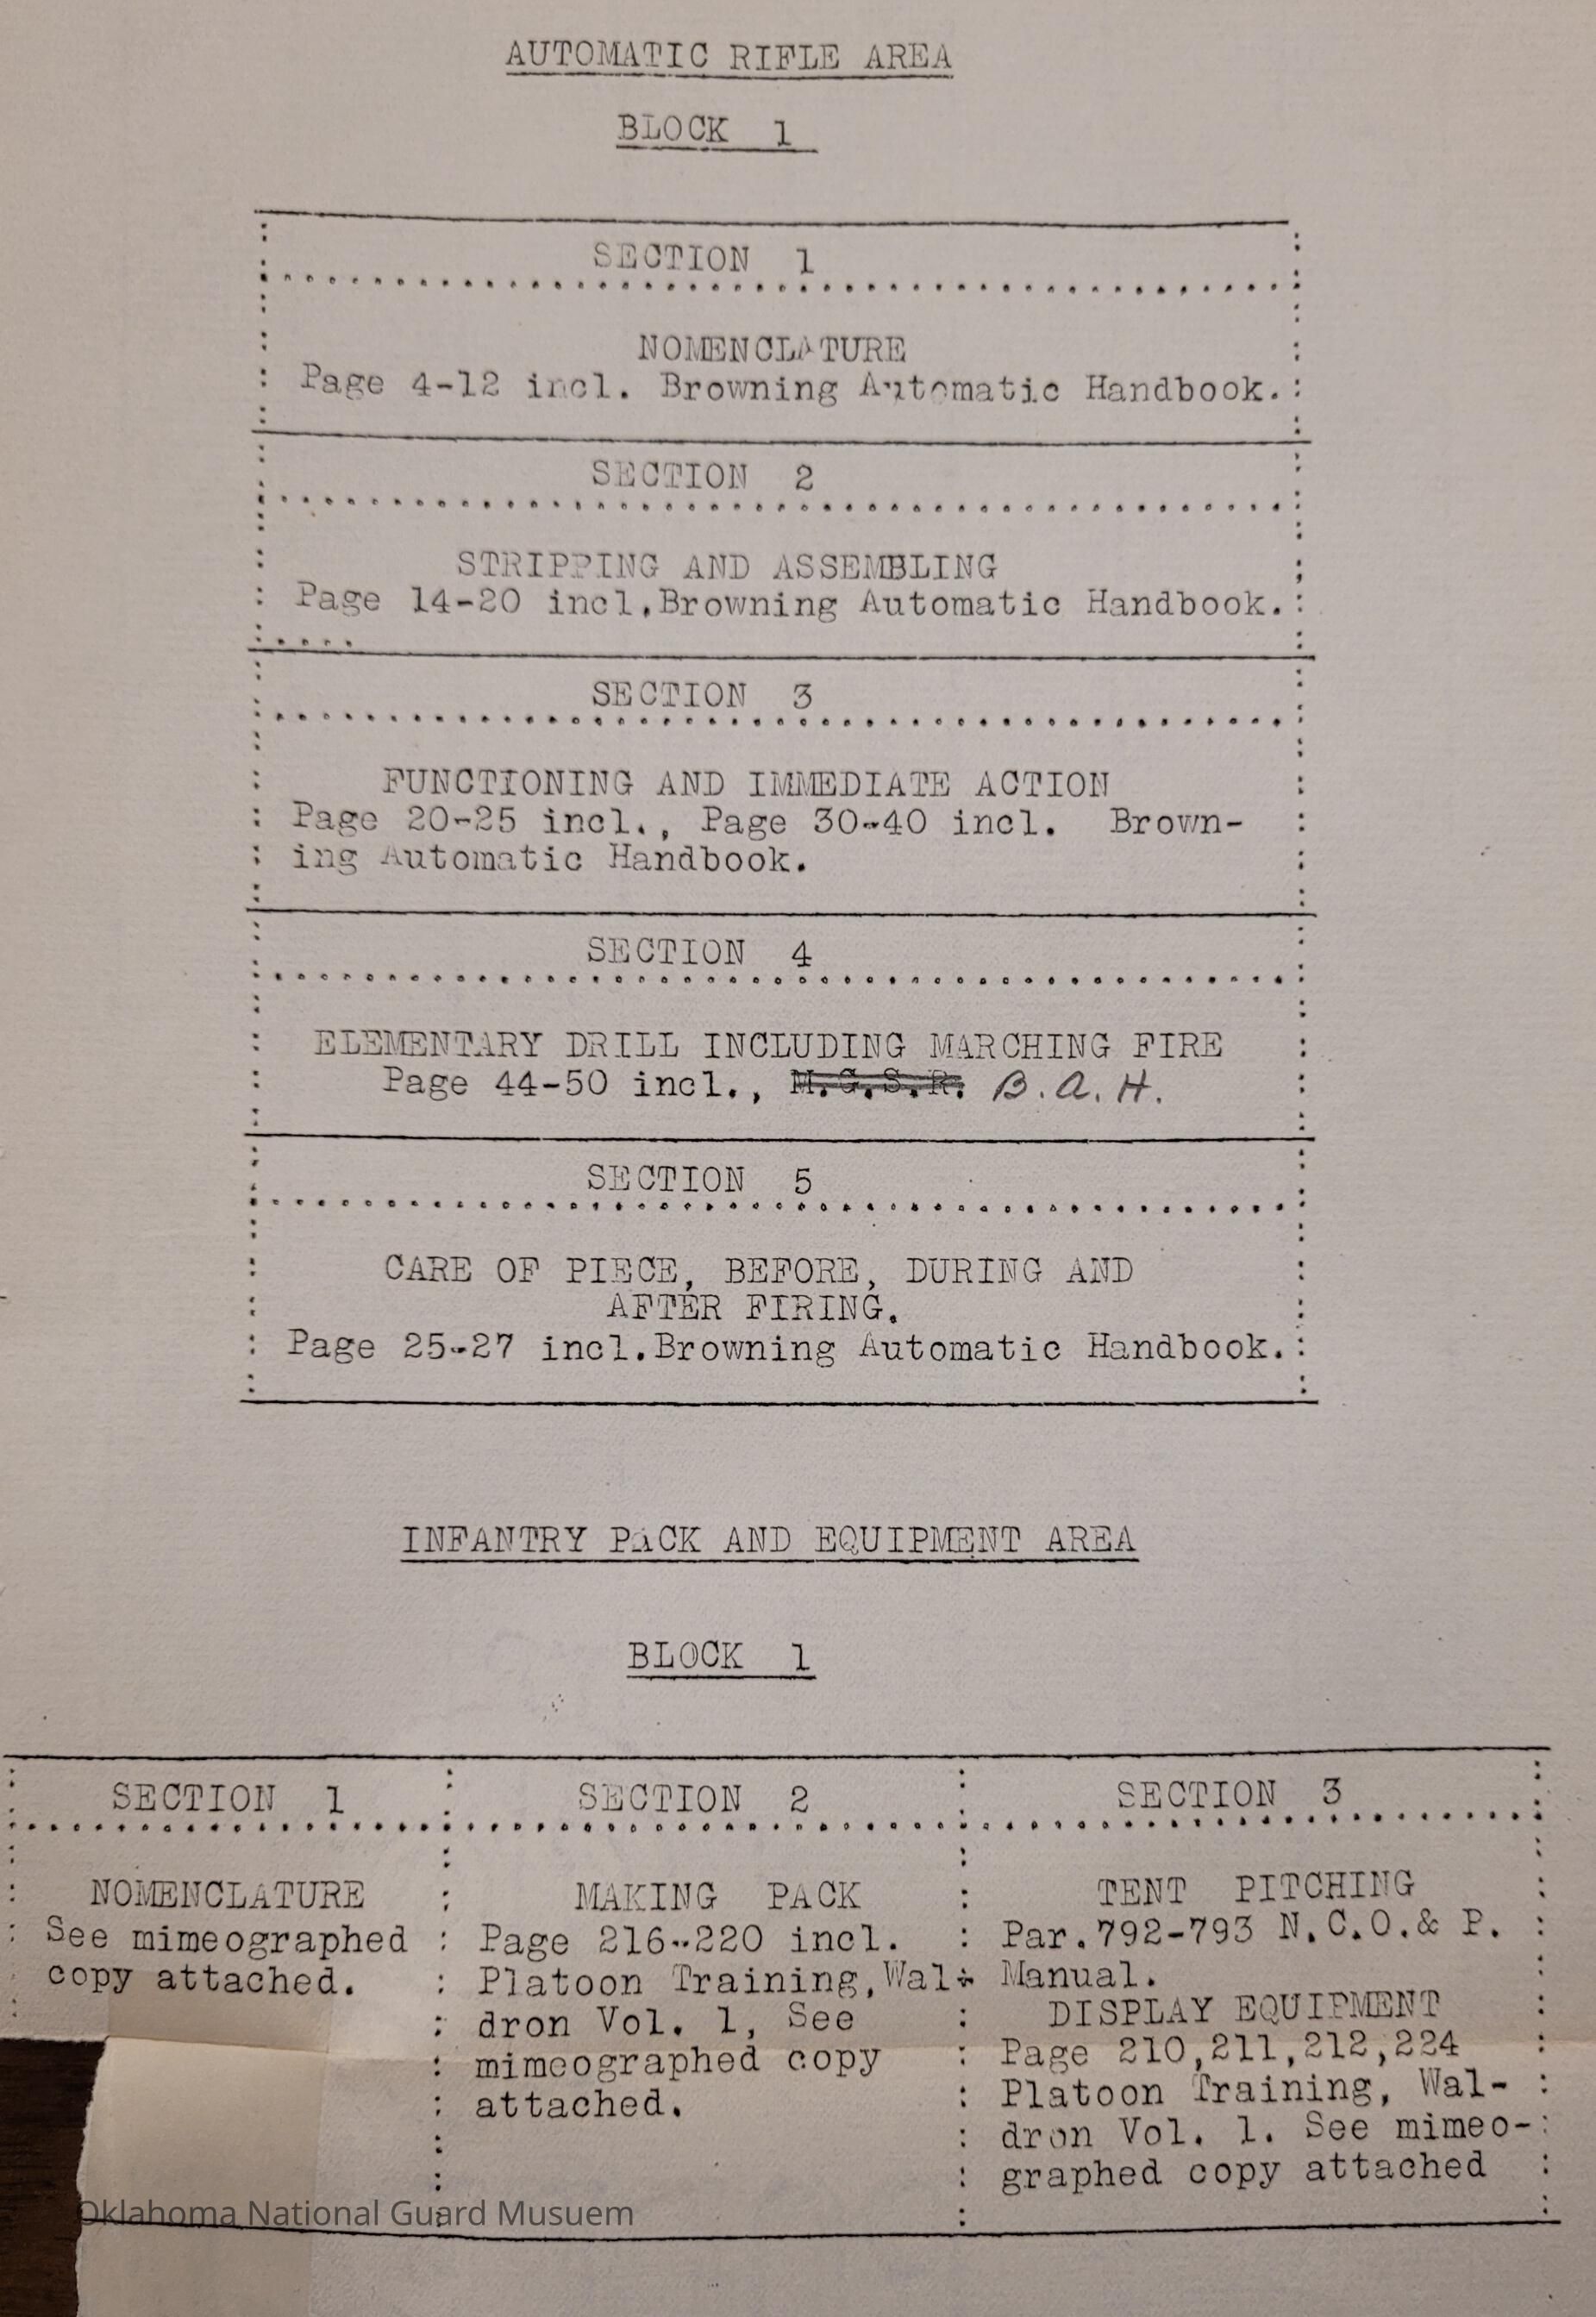 AUTOMATIC RIFLE AREA
BLOCK 1
SECTION 1
NOMENCLATURE
Page 4-12 incl. Browning Automatic Handbook.
SECTION 2
STRIPPING AND ASSEMBLING
Page 14-20 incl.Browning Automatic Handbook.
SECTION 3
FUNCTIONING AND IMMEDIATE ACTION
Page 20-25 incl., Page 30-40 incl. Brown-
ing Automatic Handbook.
SECTION 4
ELEMENTARY DRILL INCLUDING MARCHING FIRE
Page 44-50 incl., M.G.S.R. B.A.H.
SECTION 5
CARE OF PIECE, BEFORE, DURING AND
AFTER FIRING.
Page 25-27 incl.Browning Automatic Handbook.
INFANTRY PACK AND EQUIPMENT AREA
BLOCK 1
SECTION 1
NOMENCLATURE
See mimeographed
copy attached.
SECTION 2
MAKING PACK
Page 216-220 incl.
Platoon Training,Wal-
dron Vol. 1, See
mimeographed copy
attached.
SECTION 3
TENT PITCHING
Par.792-793 N.C.O.& P.
Manual.
DISPLAY EQUIPMENT
Page 210,211,212,224
Platoon Training, Wal-
dron Vol. 1. See mimeo-
graphed copy attached
Oklahoma National Guard Musuem